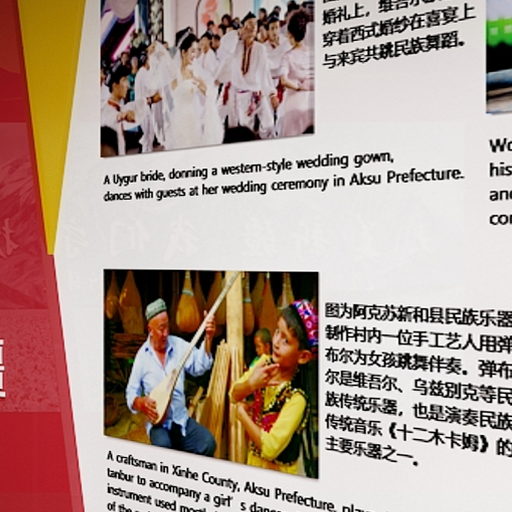 婚礼上，维吾尔
穿着西式婚纱在喜宴上
与来宾共跳民族舞蹈。
A Uygur bride, donning a western-style wedding gown,
dances with guests at her wedding ceremony in Aksu Prefecture.
Wo
his
and
con
图为阿克苏新和县民族乐器
制作村内一位手工艺人用弹
布尔为女孩跳舞伴奏。弹布
尔是维吾尔、乌兹别克等民
族传统乐器，也是演奏民族
传统音乐《十二木卡姆》的
主要乐器之一。
A craftsman in Xinhe County, Aksu Prefecture, play
tanbur to accompany a girl's dance
instrument used mostl
of the